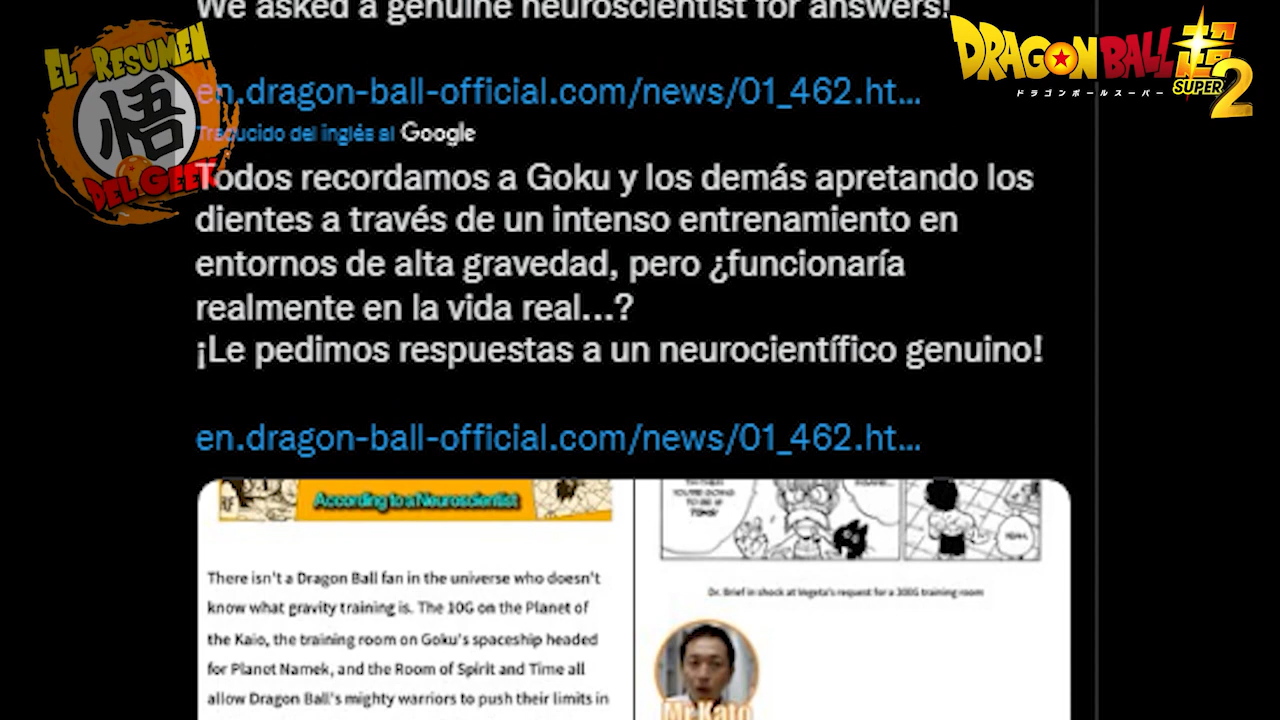 We asked a genuine neuroscientist for answers!
EL RESUMEN
悟
DEL GEEK
DRAGON BALL 超
ドラゴンボールスーパー
SUPER 2
en.dragon-ball-official.com/news/01_462.ht...
Traducido del inglés al Google
Todos recordamos a Goku y los demás apretando los
dientes a través de un intenso entrenamiento en
entornos de alta gravedad, pero ¿funcionaría
realmente en la vida real...?
¡Le pedimos respuestas a un neurocientífico genuino!
en.dragon-ball-official.com/news/01_462.ht...
According to a Neuroscientist
There isn't a Dragon Ball fan in the universe who doesn't
know what gravity training is. The 10G on the Planet of
the Kaio, the training room on Goku's spaceship headed
for Planet Namek, and the Room of Spirit and Time all
allow Dragon Ball's mighty warriors to push their limits in
YOU'RE GOING
TO BE IN
Dr. Brief in shock at Vegeta's request for a 300G training room
Mr Kato